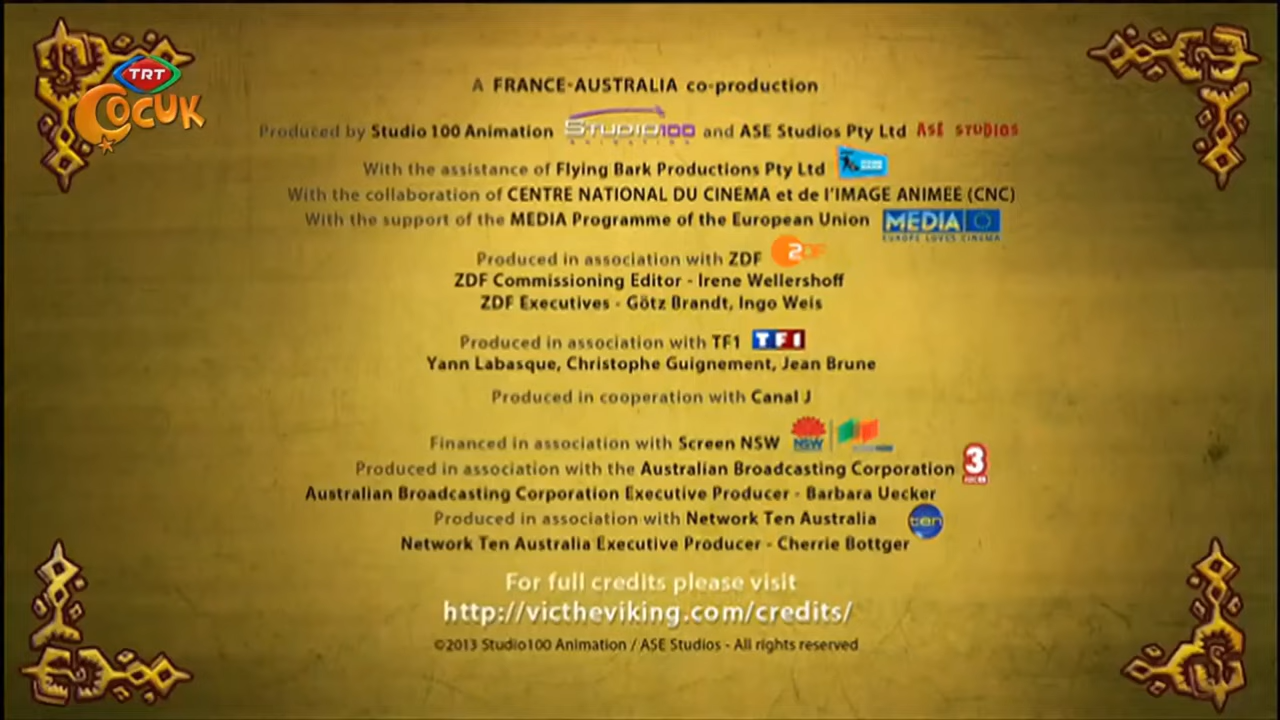 TRT
ÇOCUK
A FRANCE-AUSTRALIA co-production
Produced by Studio 100 Animation STUDIO100 ANIMATION and ASE Studios Pty Ltd ASE STUDIOS
With the assistance of Flying Bark Productions Pty Ltd
With the collaboration of CENTRE NATIONAL DU CINEMA et de l'IMAGE ANIMEE (CNC)
With the support of the MEDIA Programme of the European Union MEDIA EUROPE LOVES CINEMA
Produced in association with ZDF ZDF
ZDF Commissioning Editor - Irene Wellershoff
ZDF Executives - Götz Brandt, Ingo Weis
Produced in association with TF1 TF1
Yann Labasque, Christophe Guignement, Jean Brune
Produced in cooperation with Canal J
Financed in association with Screen NSW NSW
Produced in association with the Australian Broadcasting Corporation 3
Australian Broadcasting Corporation Executive Producer - Barbara Uecker
Produced in association with Network Ten Australia ten
Network Ten Australia Executive Producer - Cherrie Bottger
For full credits please visit
http://victheviking.com/credits/
©2013 Studio100 Animation / ASE Studios - All rights reserved